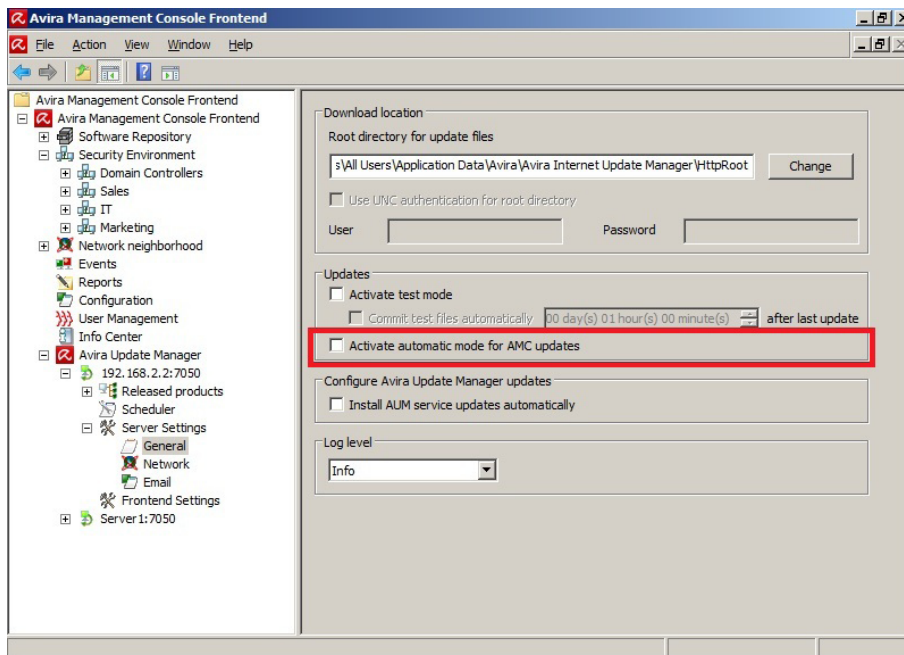 Avira Management Console Frontend
File Action View Window Help
Avira Management Console Frontend
Avira Management Console Frontend
Software Repository
Security Environment
Domain Controllers
Sales
IT
Marketing
Network neighborhood
Events
Reports
Configuration
User Management
Info Center
Avira Update Manager
192.168.2.2:7050
Released products
Scheduler
Server Settings
General
Network
Email
Frontend Settings
Server1:7050
Download location
Root directory for update files
s\All Users\Application Data\Avira\Avira Internet Update Manager\HttpRoot Change
Use UNC authentication for root directory
User Password
Updates
Activate test mode
Commit test files automatically 00 day(s) 01 hour(s) 00 minute(s) after last update
Activate automatic mode for AMC updates
Configure Avira Update Manager updates
Install AUM service updates automatically
Log level
Info